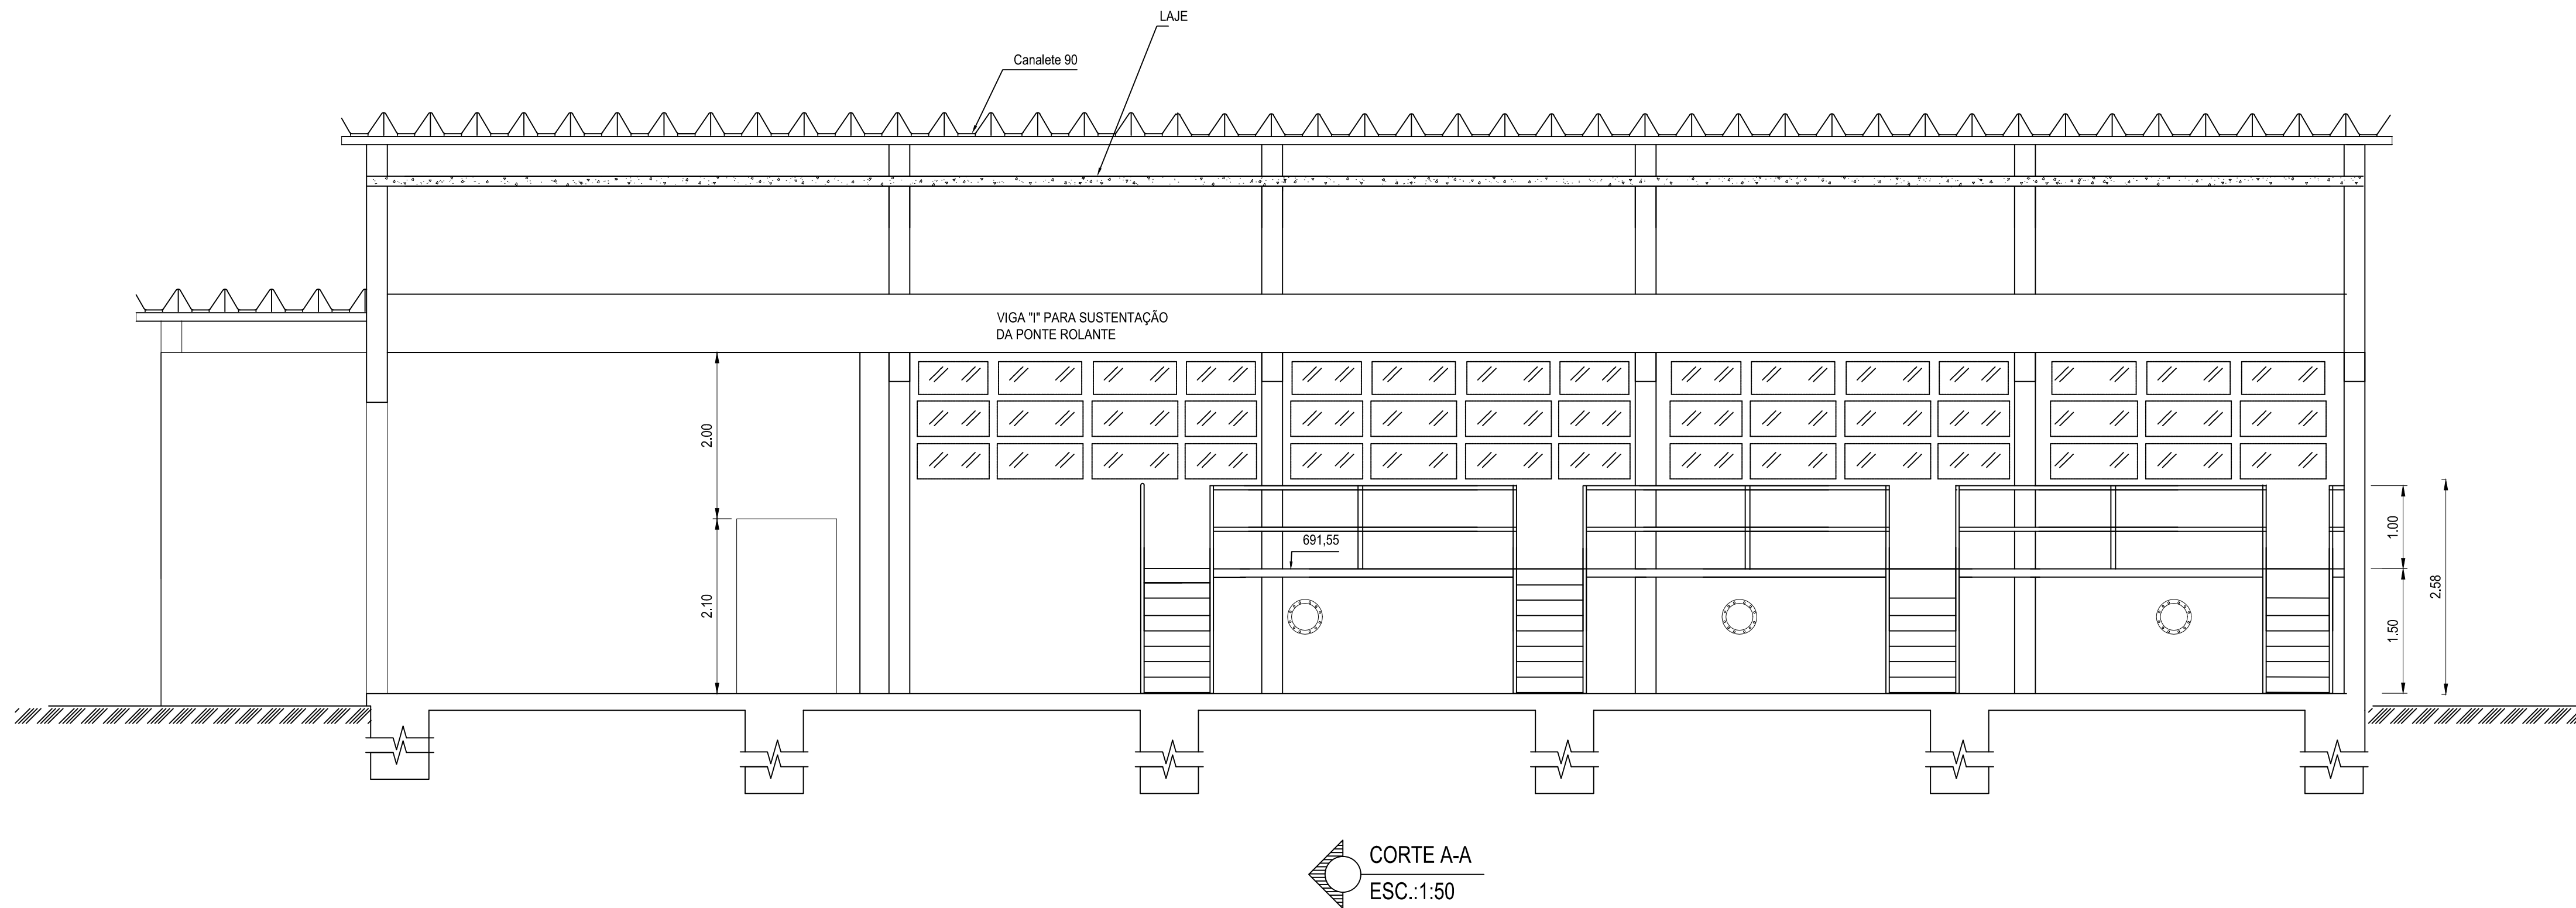 LAJE
Canalete 90
VIGA "I" PARA SUSTENTAÇÃO
DA PONTE ROLANTE
2.00
2.10
691,55
1.00
1.50
2.58
CORTE A-A
ESC.:1:50